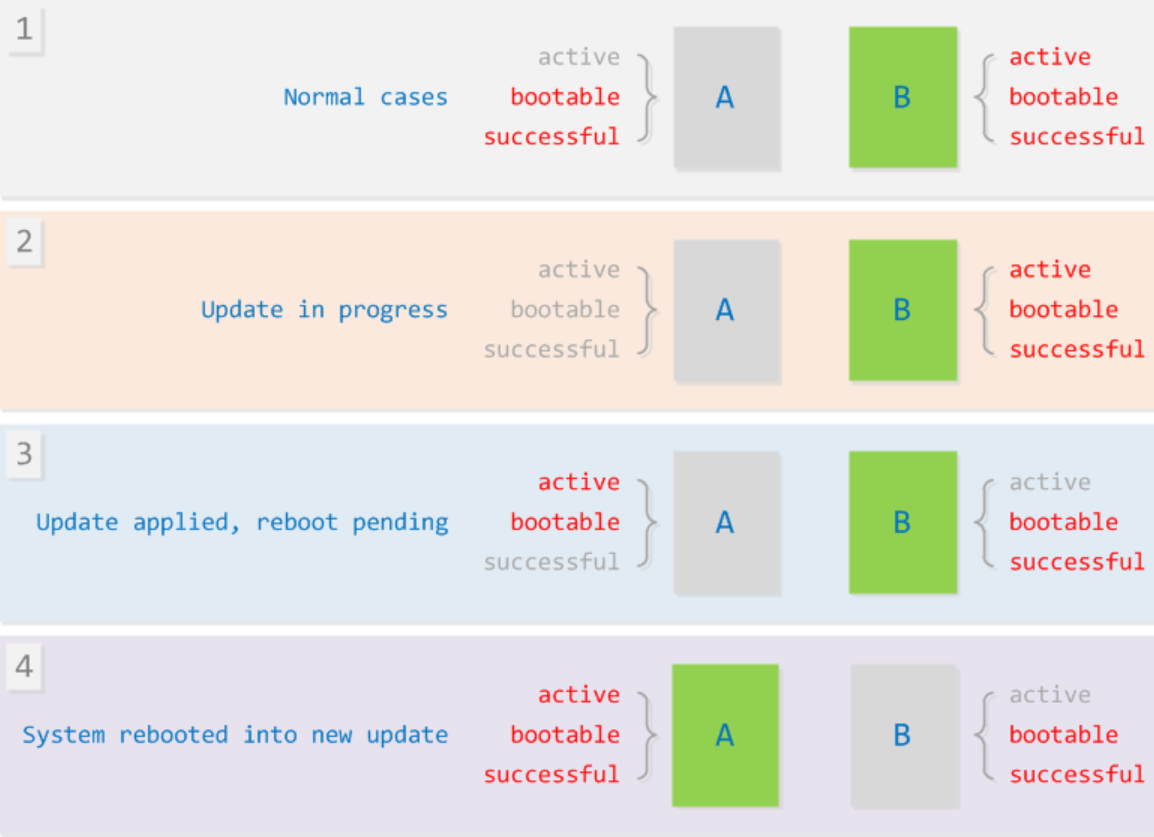 1
active
active
Normal cases bootable A B bootable
successful
successful
2
active
active
Update in progress bootable A B bootable
successful
successful
3
active
active
Update applied, reboot pending bootable A B bootable
successful
successful
4
active
active
System rebooted into new update bootable A B bootable
successful
successful